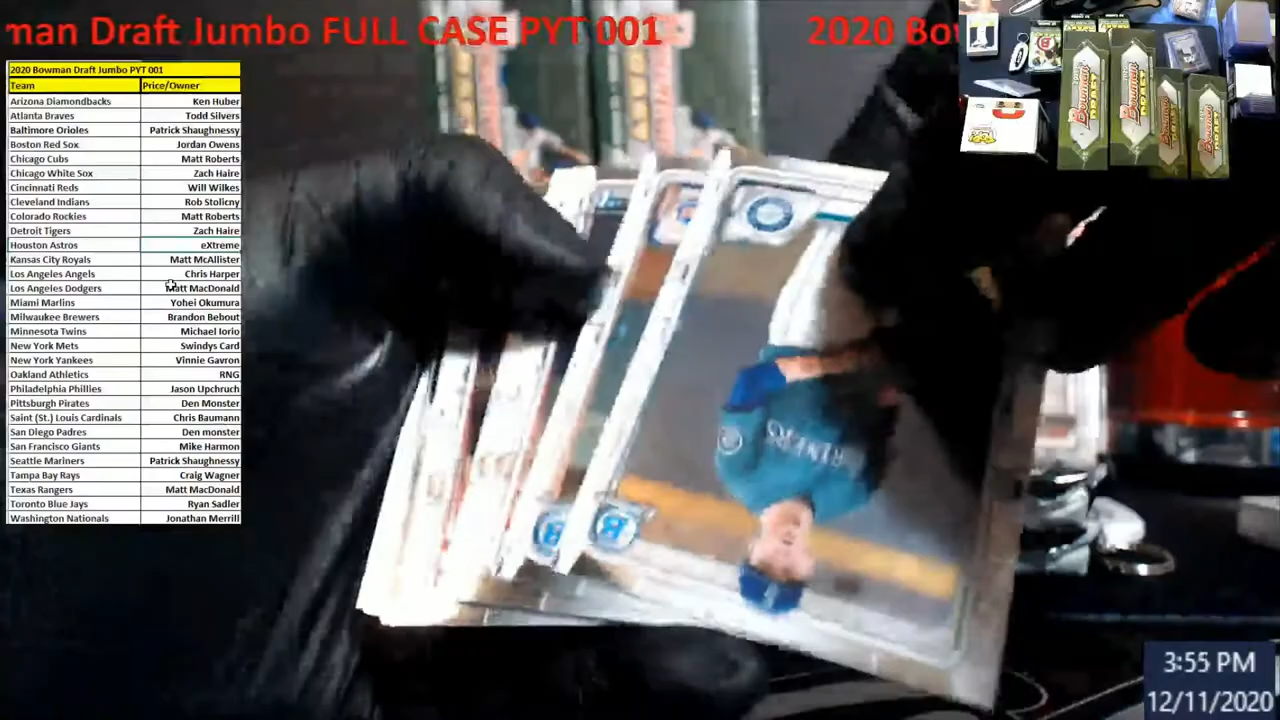 man Draft Jumbo FULL CASE PYT 001
2020 Bow
2020 Bowman Draft Jumbo PYT 001
Team Price/Owner
Arizona Diamondbacks Ken Huber
Atlanta Braves Todd Silvers
Baltimore Orioles Patrick Shaughnessy
Boston Red Sox Jordan Owens
Chicago Cubs Matt Roberts
Chicago White Sox Zach Haire
Cincinnati Reds Will Wilkes
Cleveland Indians Rob Stolicny
Colorado Rockies Matt Roberts
Detroit Tigers Zach Haire
Houston Astros eXtreme
Kansas City Royals Matt McAllister
Los Angeles Angels Chris Harper
Los Angeles Dodgers Matt MacDonald
Miami Marlins Yohei Okumura
Milwaukee Brewers Brandon Bebout
Minnesota Twins Michael Iorio
New York Mets Swindys Card
New York Yankees Vinnie Gavron
Oakland Athletics RNG
Philadelphia Phillies Jason Upchruch
Pittsburgh Pirates Den Monster
Saint (St.) Louis Cardinals Chris Baumann
San Diego Padres Den monster
San Francisco Giants Mike Harmon
Seattle Mariners Patrick Shaughnessy
Tampa Bay Rays Craig Wagner
Texas Rangers Matt MacDonald
Toronto Blue Jays Ryan Sadler
Washington Nationals Jonathan Merrill
Bowman
Bowman
Bowman
Bowman
MARINERS
B
B
3:55 PM
12/11/2020